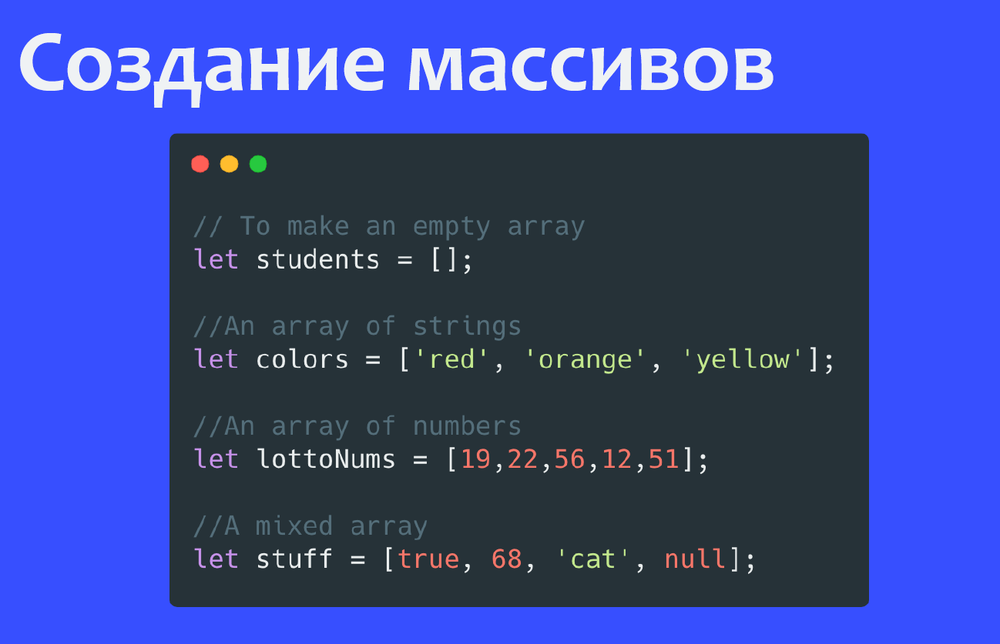 Создание массивов
// To make an empty array
let students = [];
//An array of strings
let colors = ['red', 'orange', 'yellow'];
//An array of numbers
let lottoNums = [19,22,56,12,51];
//A mixed array
let stuff = [true, 68, 'cat', null];